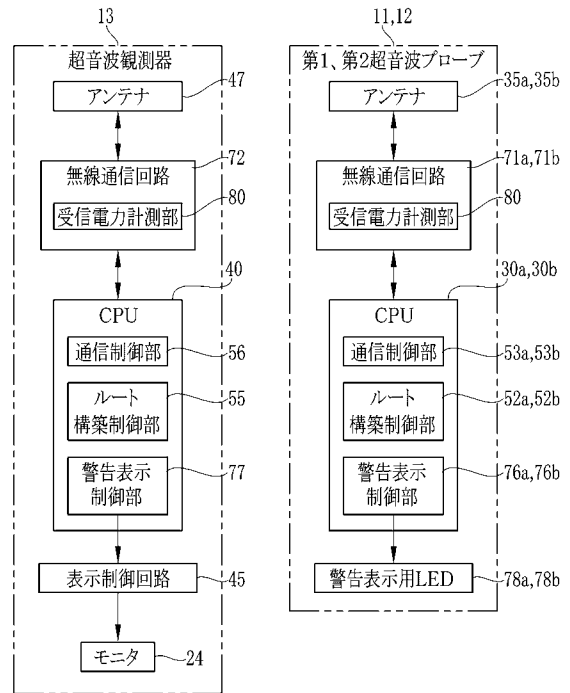 13
超音波観測器
アンテナ
47
72
無線通信回路
80
受信電力計測部
40
CPU
通信制御部
56
ルート
構築制御部
55
警告表示
制御部
77
表示制御回路
45
モニタ
24
11,12
第1、第2超音波プローブ
アンテナ
35a,35b
71a,71b
無線通信回路
80
受信電力計測部
30a,30b
CPU
通信制御部
53a,53b
ルート
構築制御部
52a,52b
警告表示
制御部
76a,76b
警告表示用LED
78a,78b